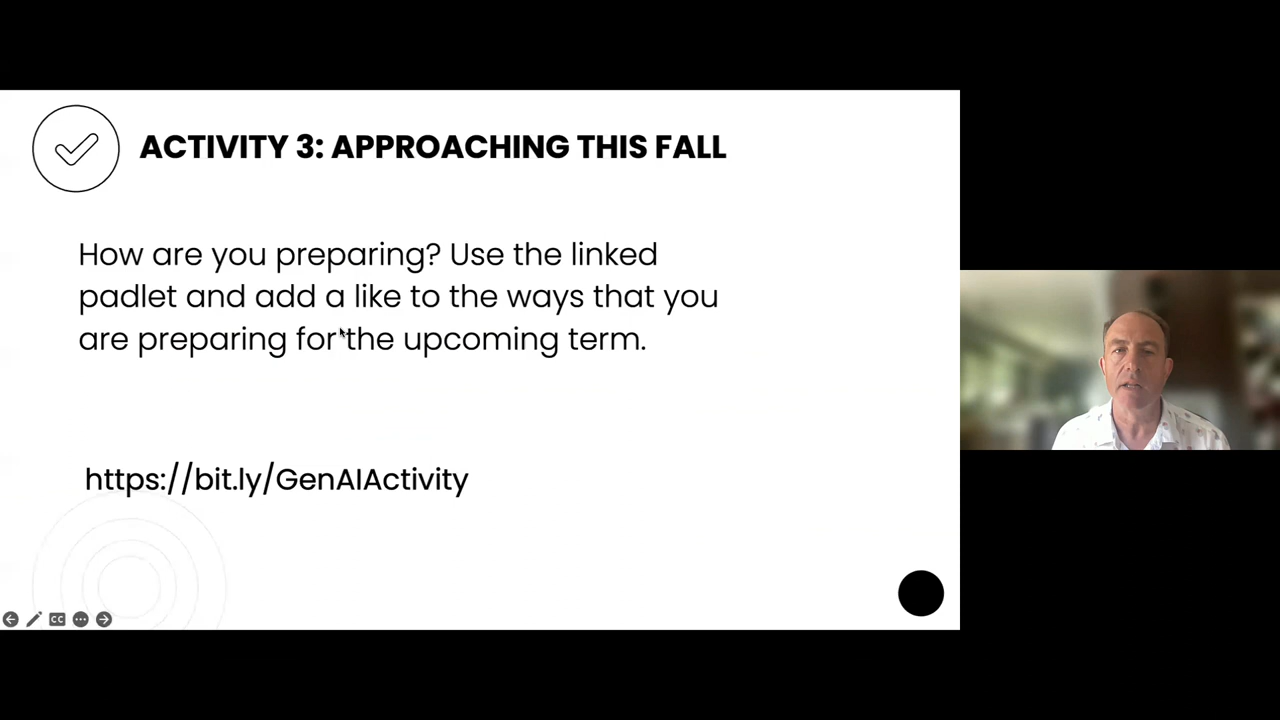 ACTIVITY 3: APPROACHING THIS FALL
How are you preparing? Use the linked
padlet and add a like to the ways that you
are preparing for the upcoming term.
https://bit.ly/GenAIActivity
CC